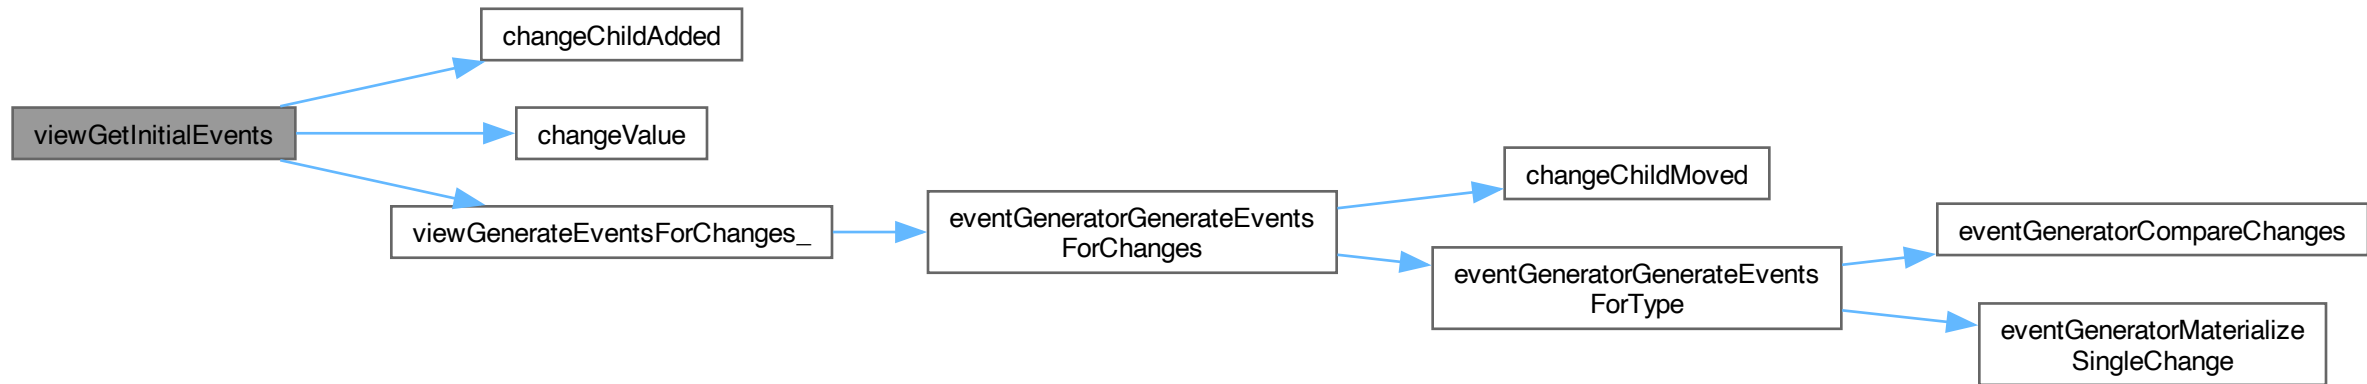 changeChildAdded
viewGetInitialEvents
changeValue
viewGenerateEventsForChanges_
eventGeneratorGenerateEvents
ForChanges
changeChildMoved
eventGeneratorGenerateEvents
ForType
eventGeneratorCompareChanges
eventGeneratorMaterialize
SingleChange